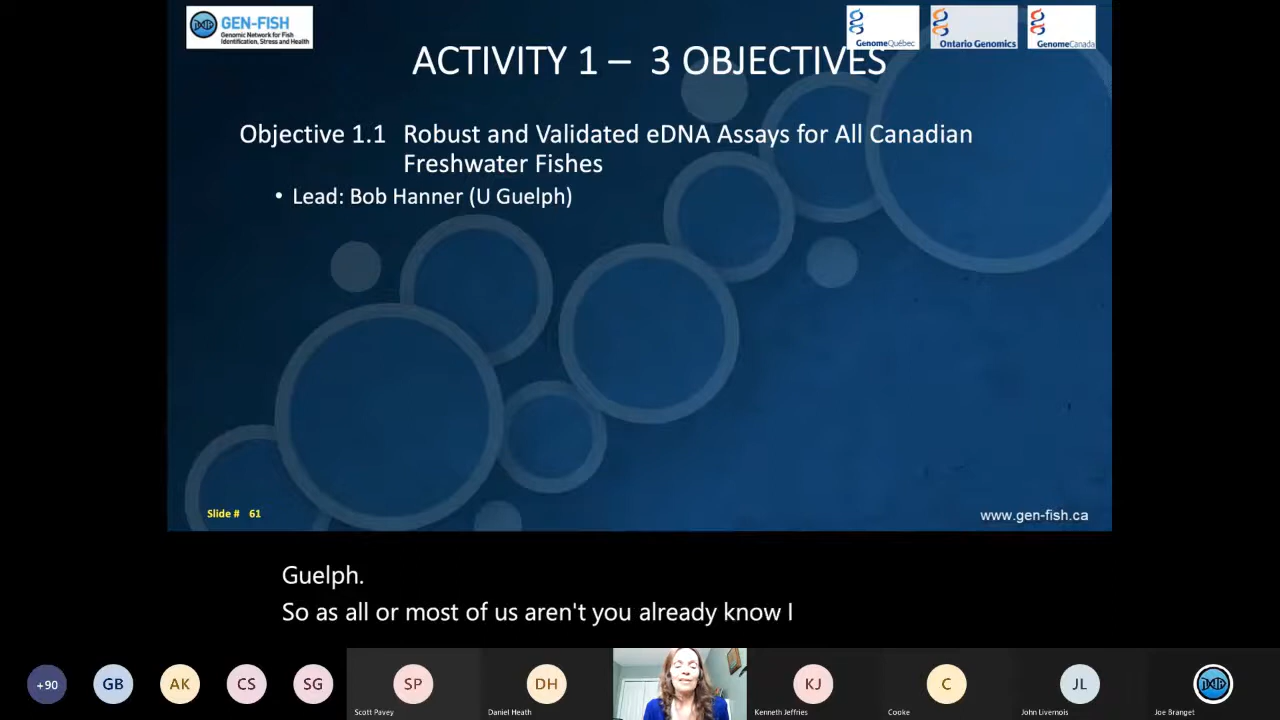 GEN-FISH
Genomic Network for Fish
Identification, Stress and Health
GenomeQuébec
Ontario Genomics
GenomeCanada
ACTIVITY 1 – 3 OBJECTIVES
Objective 1.1 Robust and Validated eDNA Assays for All Canadian
Freshwater Fishes
• Lead: Bob Hanner (U Guelph)
Slide # 61
www.gen-fish.ca
Guelph.
So as all or most of us aren't you already know I
+90
GB
AK
CS
SG
SP
DH
KJ
C
JL
Scott Pavey
Daniel Heath
Kenneth Jeffries
Cooke
John Livernois
Joe Branget